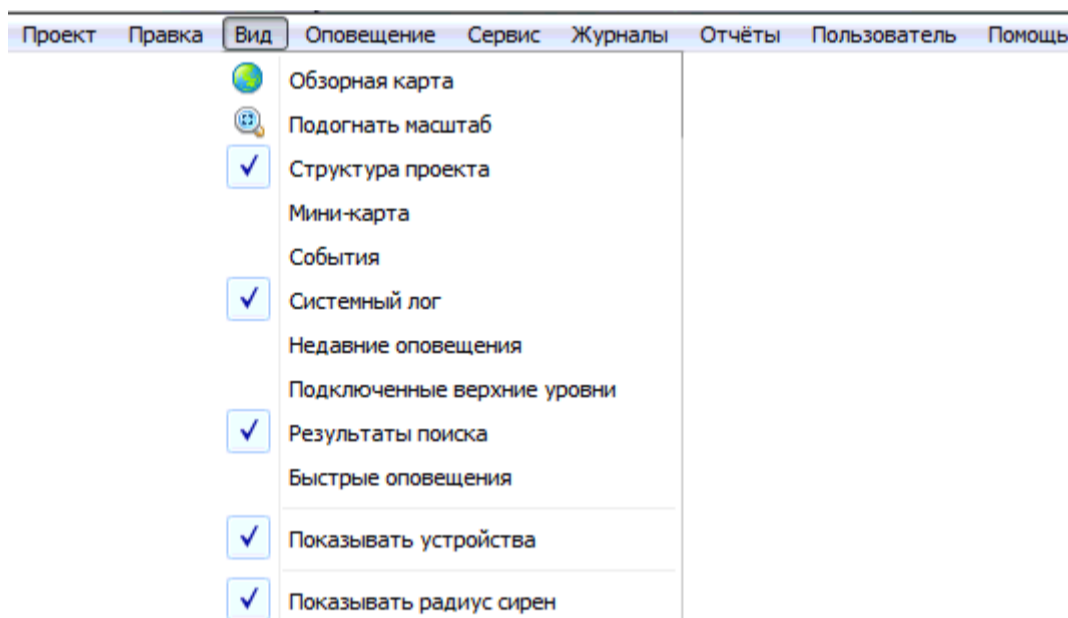 Проект Правка Вид Оповещение Сервис Журналы Отчёты Пользователь Помощь
Обзорная карта
Подогнать масштаб
Структура проекта
Мини-карта
События
Системный лог
Недавние оповещения
Подключенные верхние уровни
Результаты поиска
Быстрые оповещения
Показывать устройства
Показывать радиус сирен